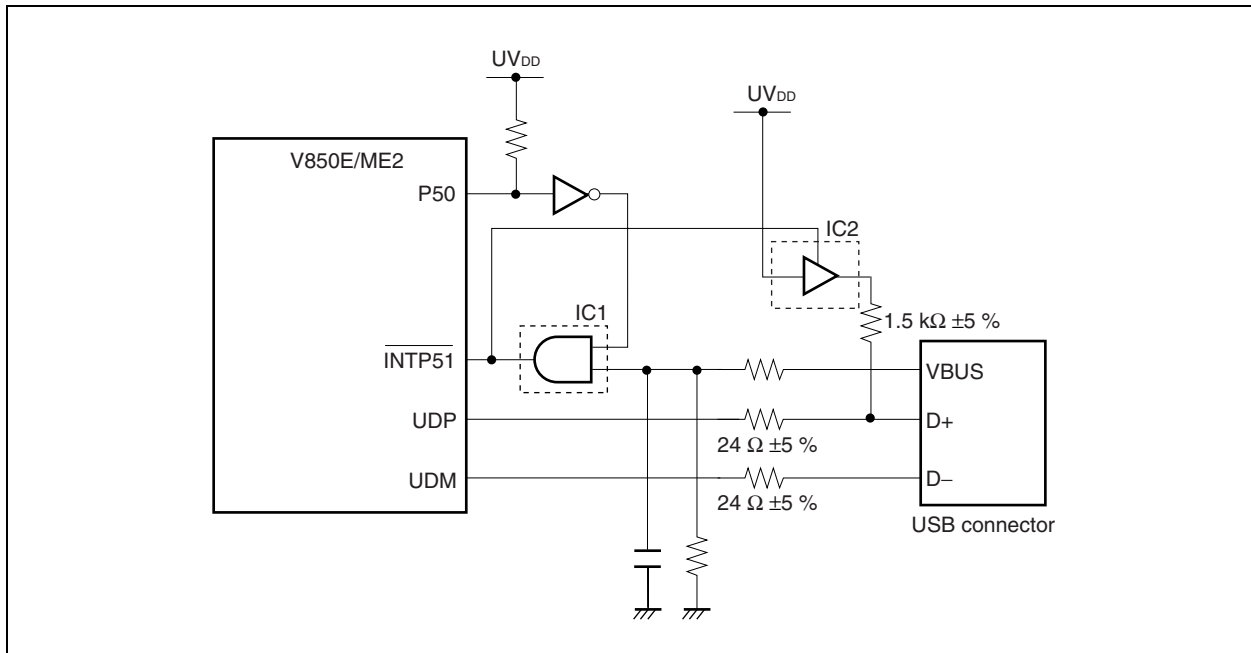 UVDD
UVDD
V850E/ME2
P50
IC2
IC1
1.5 kΩ ±5 %
INTP51
VBUS
UDP
D+
24 Ω ±5 %
UDM
D−
24 Ω ±5 %
USB connector